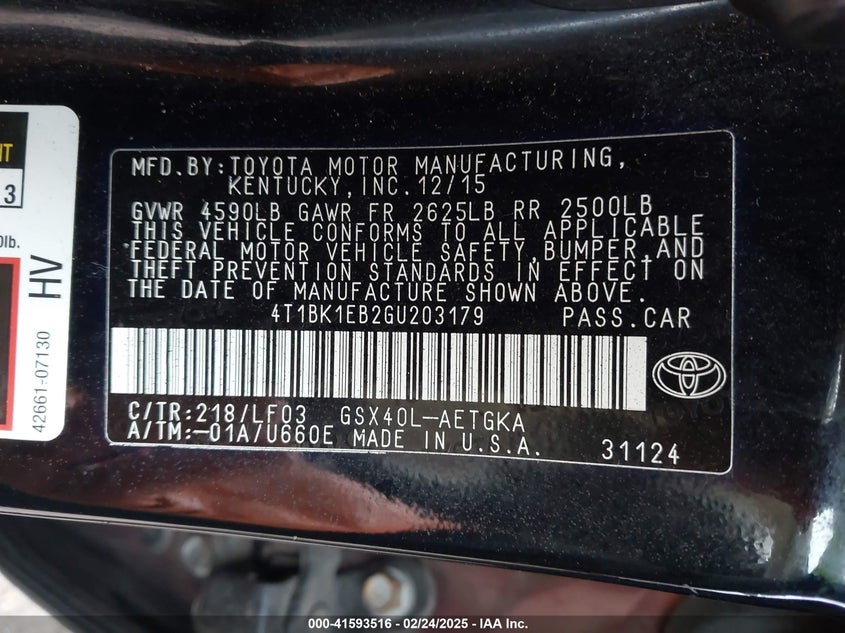 NT
3
0lb.
HV
42661-07130
MFD.BY:TOYOTA MOTOR MANUFACTURING,
KENTUCKY,INC.12/15
GVWR 4590LB GAWR FR 2625LB RR 2500LB
THIS VEHICLE CONFORMS TO ALL APPLICABLE
FEDERAL MOTOR VEHICLE SAFETY,BUMPER,AND
THEFT PREVENTION STANDARDS IN EFFECT ON
THE DATE OF MANUFACTURE SHOWN ABOVE.
4T1BK1EB2GU203179 PASS.CAR
C/TR:218/LF03 GSX40L-AETGKA
A/TM:-01A/U660E MADE IN U.S.A. 31124
000-41593516 - 02/24/2025 - IAA Inc.